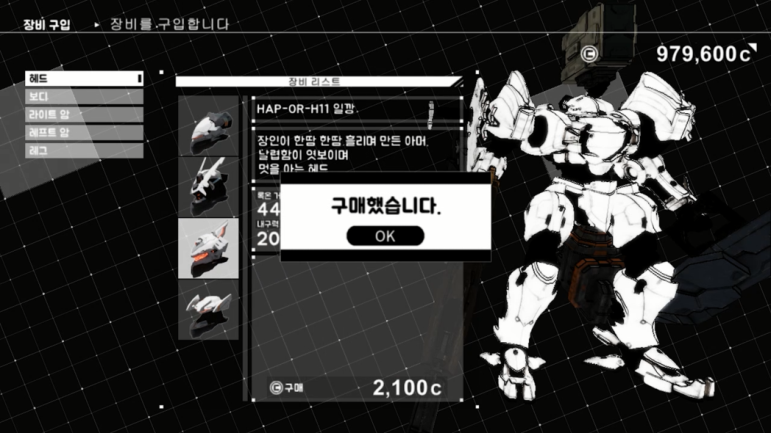 장비 구입 ▸ 장비를 구입합니다
979,600c
헤드
보디
라이트 암
레프트 암
레그
장비 리스트
HAP-OR-H11 일깡
장인이 한땀 한땀 흘리며 만든 아머.
날렵함이 엿보이며
멋을 아는 헤드
구매했습니다.
OK
44
내구력
20
구매
2,100c